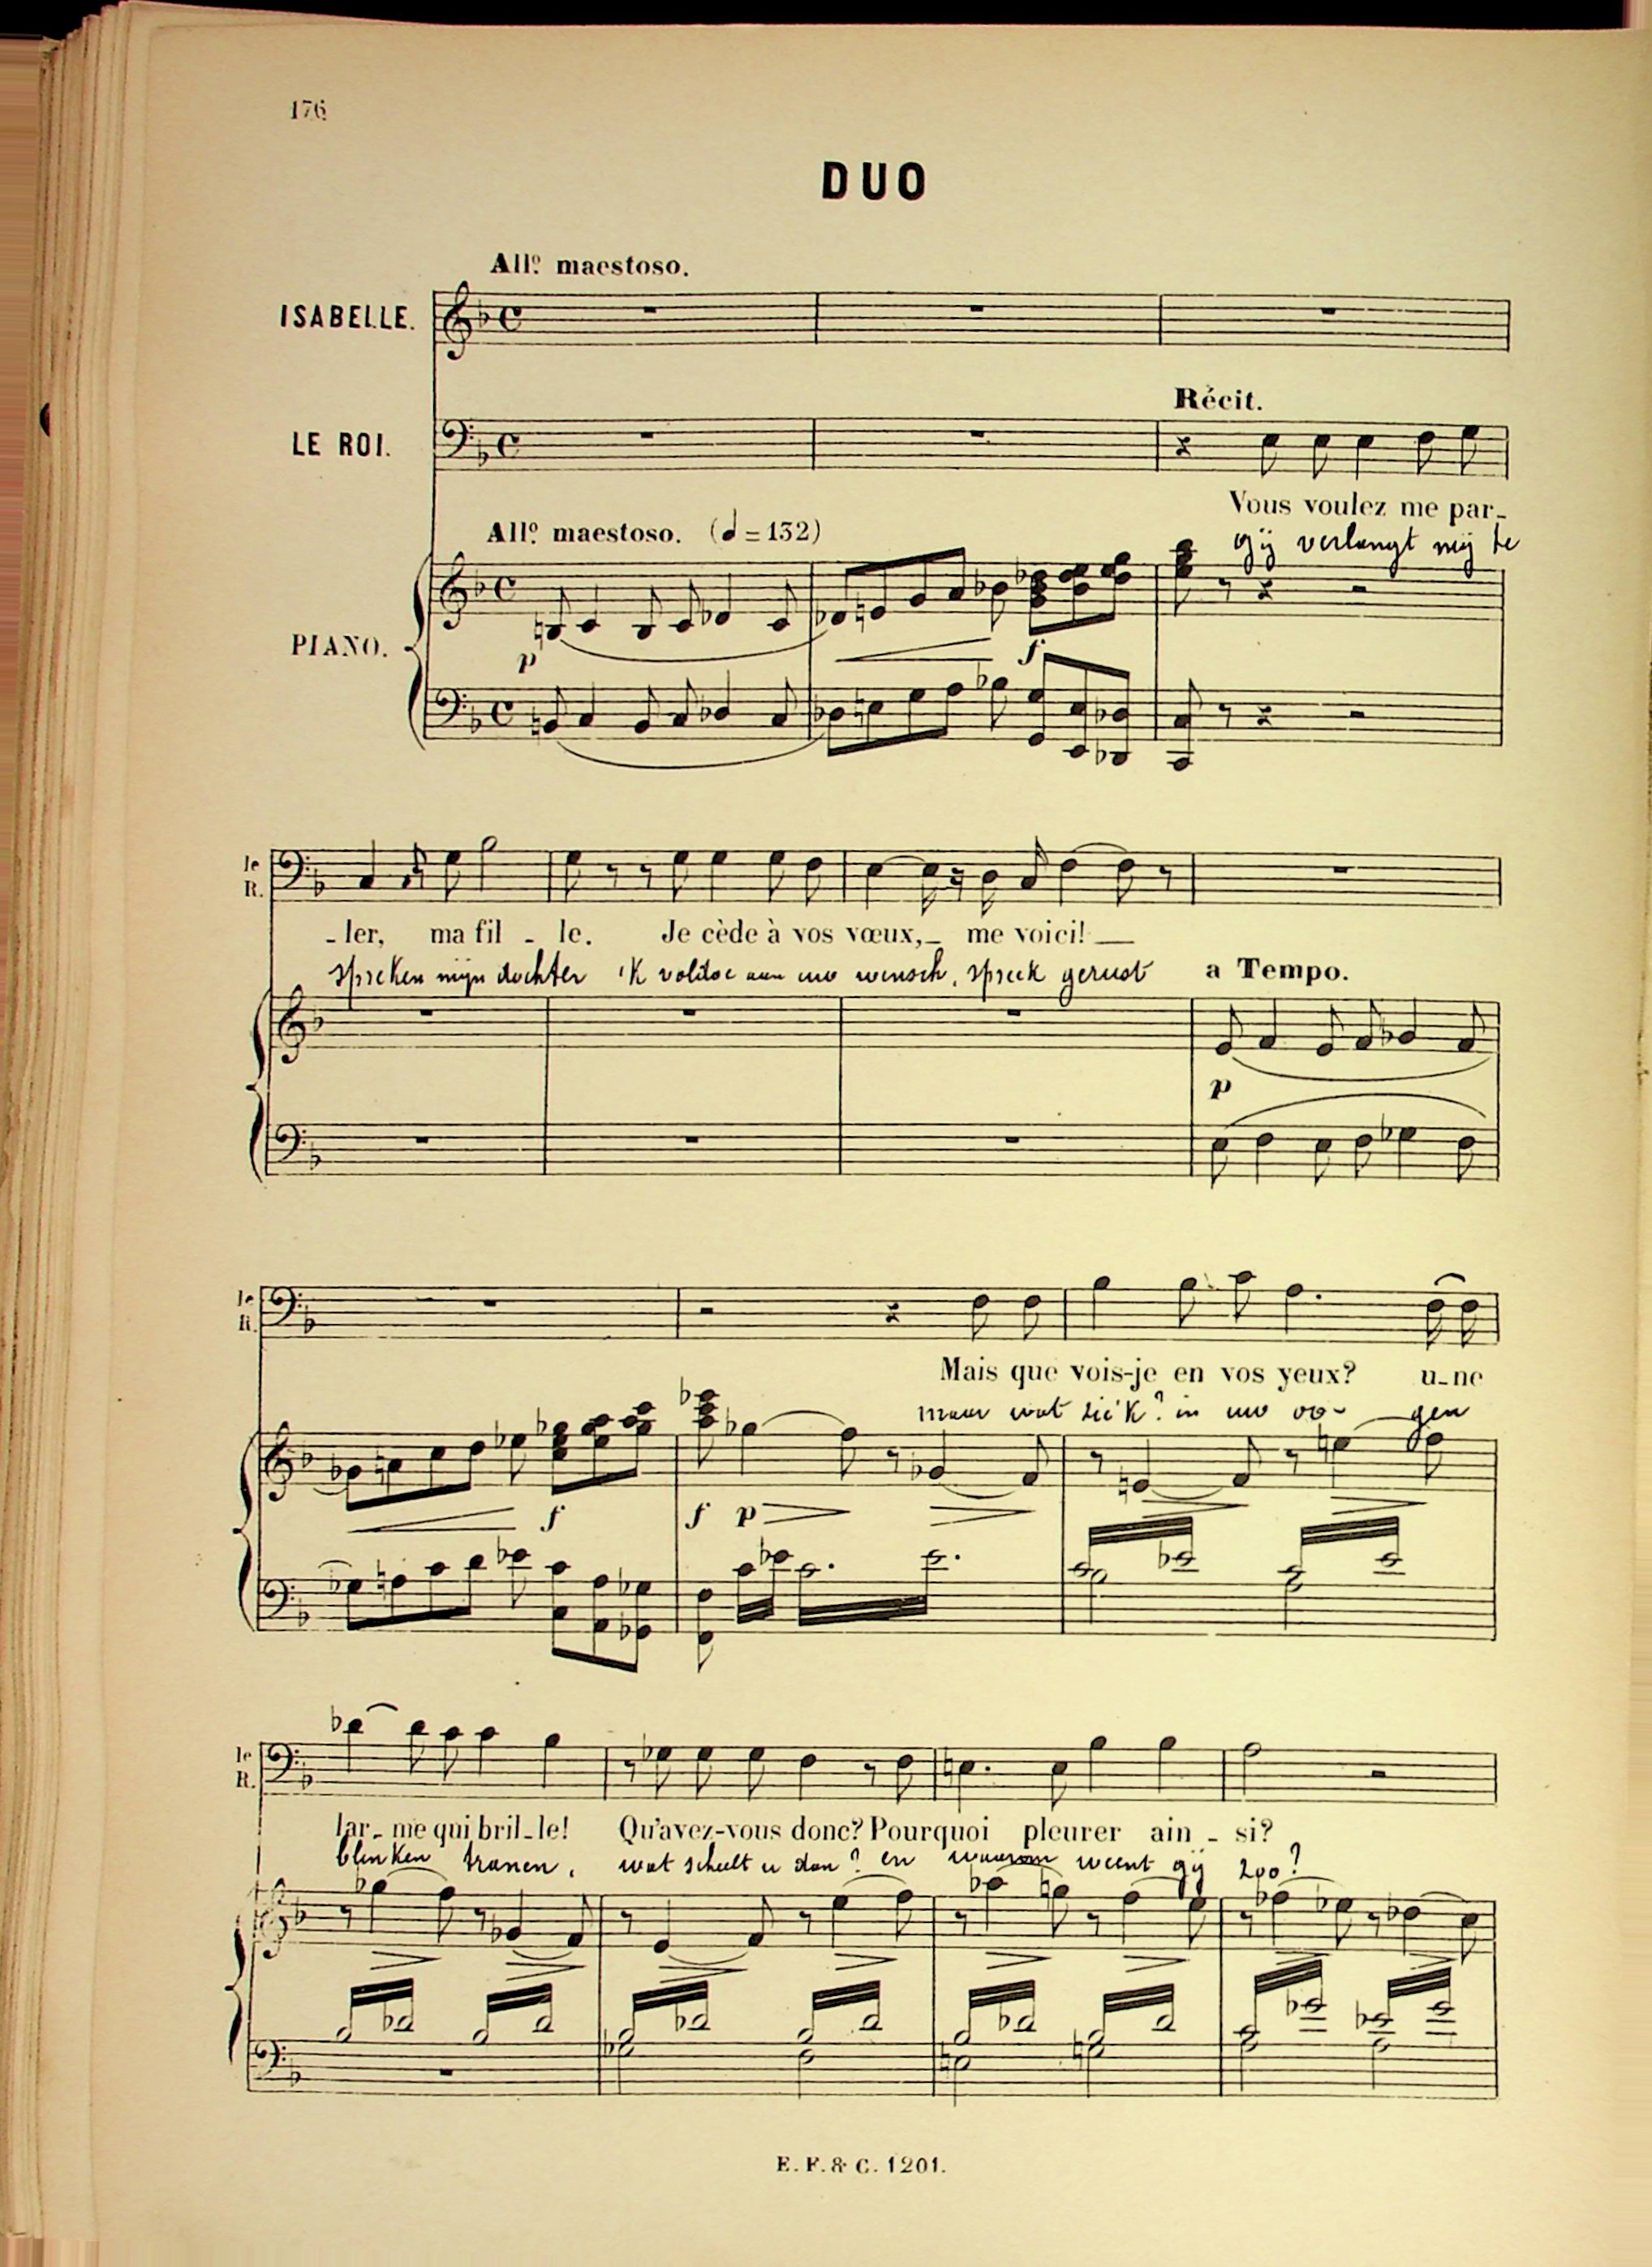 176
DUO
All.º maestoso.
ISABELLE.
Récit.
LE ROI.
Vous voulez me par-
gij verlangt mij te
All.º maestoso. (𝅗𝅥=132)
PIANO.
p
f
le
R.
-ler, ma fil - le. Je cède à vos vœux,_ me voici!_
spreken mijn dochter 'k voldoe aan uw wensch, spreek gerust
a Tempo.
p
le
R.
Mais que vois-je en vos yeux? u-ne
maar wat zie'k? in uw oo- gen
f
f p
le
R.
lar-me qui bril-le! Qu'avez-vous donc? Pourquoi pleurer ain - si?
blinken tranen, wat scheelt u dan? en waarom weent gij zoo?
E. F. & C. 1201.